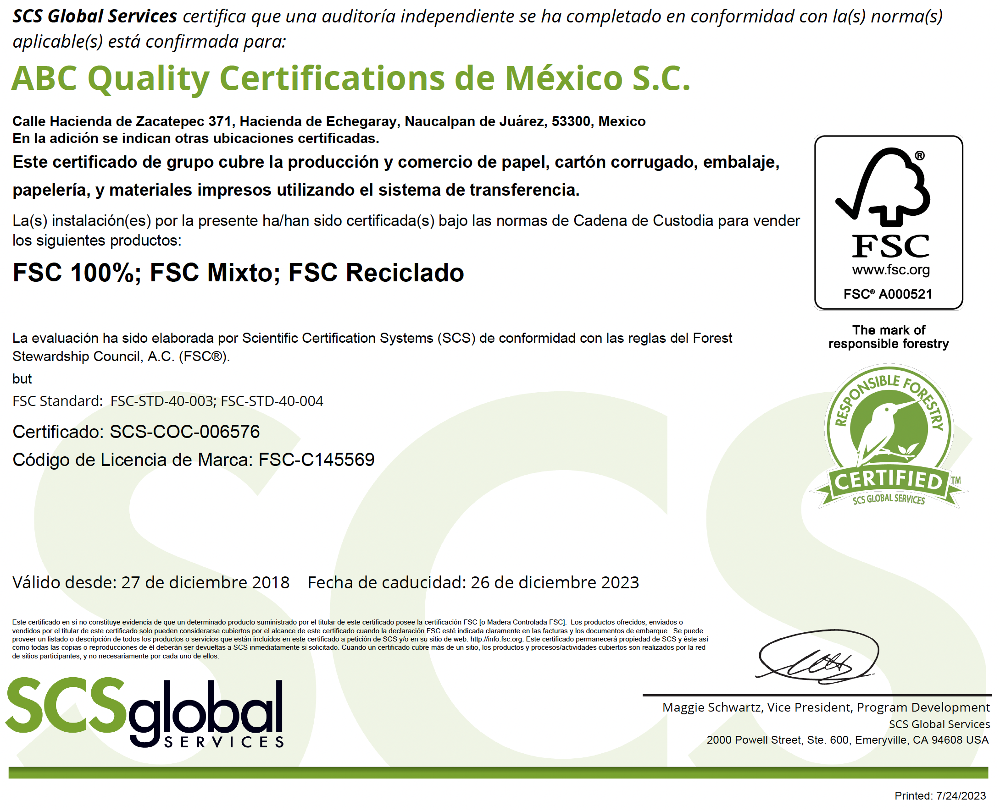 SCS Global Services certifica que una auditoría independiente se ha completado en conformidad con la(s) norma(s)
aplicable(s) está confirmada para:
ABC Quality Certifications de México S.C.
Calle Hacienda de Zacatepec 371, Hacienda de Echegaray, Naucalpan de Juárez, 53300, Mexico
En la adición se indican otras ubicaciones certificadas.
Este certificado de grupo cubre la producción y comercio de papel, cartón corrugado, embalaje,
papelería, y materiales impresos utilizando el sistema de transferencia.
La(s) instalación(es) por la presente ha/han sido certificada(s) bajo las normas de Cadena de Custodia para vender
los siguientes productos:
FSC 100%; FSC Mixto; FSC Reciclado
®
FSC
www.fsc.org
FSC® A000521
The mark of
responsible forestry
La evaluación ha sido elaborada por Scientific Certification Systems (SCS) de conformidad con las reglas del Forest
Stewardship Council, A.C. (FSC®).
but
FSC Standard: FSC-STD-40-003; FSC-STD-40-004
Certificado: SCS-COC-006576
Código de Licencia de Marca: FSC-C145569
RESPONSIBLE FORESTRY
CERTIFIED TM
SCS GLOBAL SERVICES
SCS
Válido desde: 27 de diciembre 2018 Fecha de caducidad: 26 de diciembre 2023
Este certificado en sí no constituye evidencia de que un determinado producto suministrado por el titular de este certificado posee la certificación FSC [o Madera Controlada FSC]. Los productos ofrecidos, enviados o
vendidos por el titular de este certificado solo pueden considerarse cubiertos por el alcance de este certificado cuando la declaración FSC esté indicada claramente en las facturas y los documentos de embarque. Se puede
proveer un listado o descripción de todos los productos o servicios que están incluidos en este certificado a petición de SCS y/o en su sitio de web: http://info.fsc.org. Este certificado permanecerá propiedad de SCS y éste así
como todas las copias o reproducciones de él deberán ser devueltas a SCS inmediatamente si solicitado. Cuando un certificado cubre más de un sitio, los productos y procesos/actividades cubiertos son realizados por la red
de sitios participantes, y no necesariamente por cada uno de ellos.
SCSglobal
SERVICES
Maggie Schwartz, Vice President, Program Development
SCS Global Services
2000 Powell Street, Ste. 600, Emeryville, CA 94608 USA
Printed: 7/24/2023